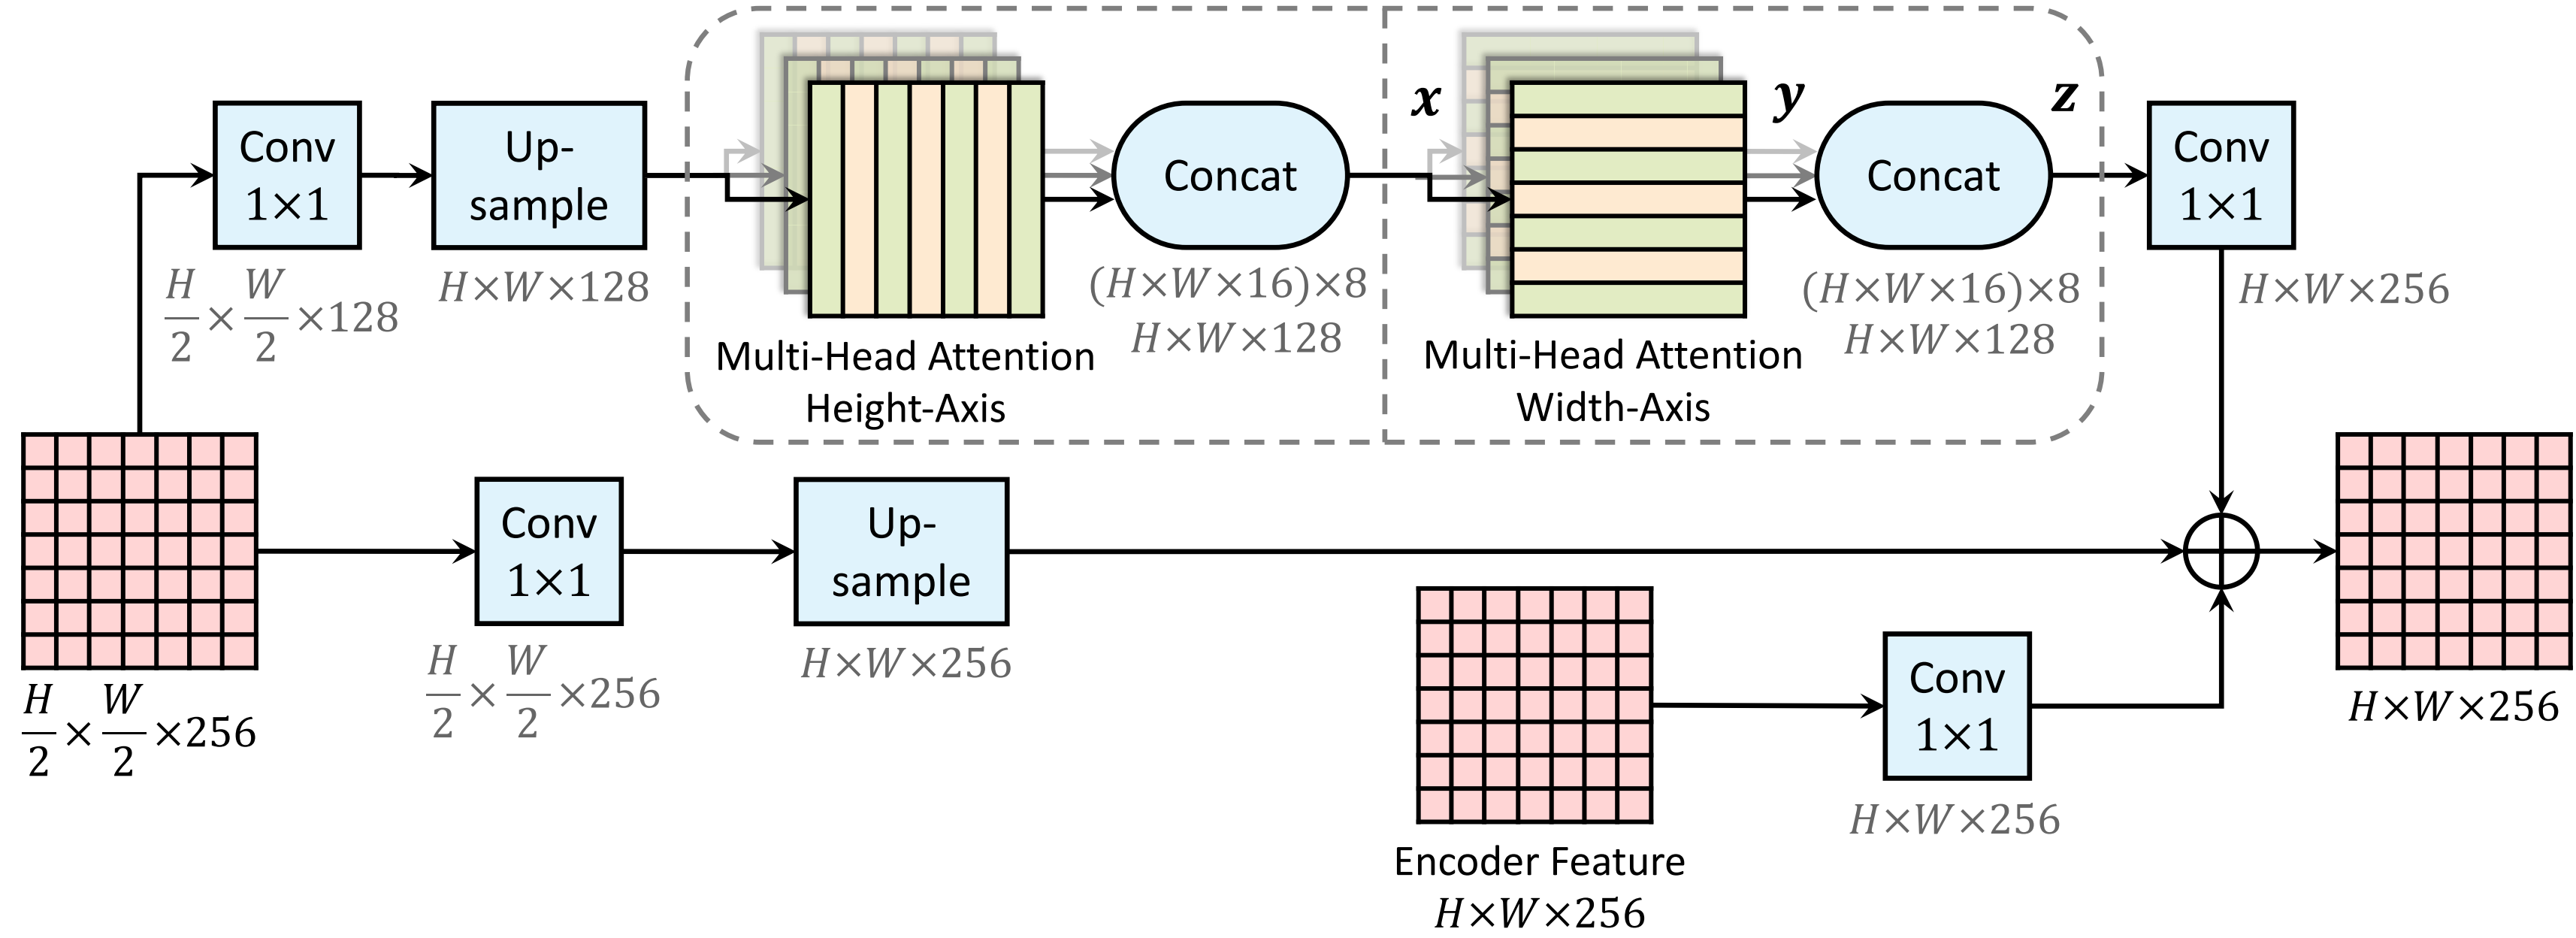 Conv
1×1
H/2 × W/2 ×128
Up-
sample
H×W×128
Multi-Head Attention
Height-Axis
Concat
(H×W×16)×8
H×W×128
x
Multi-Head Attention
Width-Axis
y
Concat
(H×W×16)×8
H×W×128
z
Conv
1×1
H×W×256
H/2 × W/2 ×256
Conv
1×1
H/2 × W/2 ×256
Up-
sample
H×W×256
Encoder Feature
H×W×256
Conv
1×1
H×W×256
H×W×256